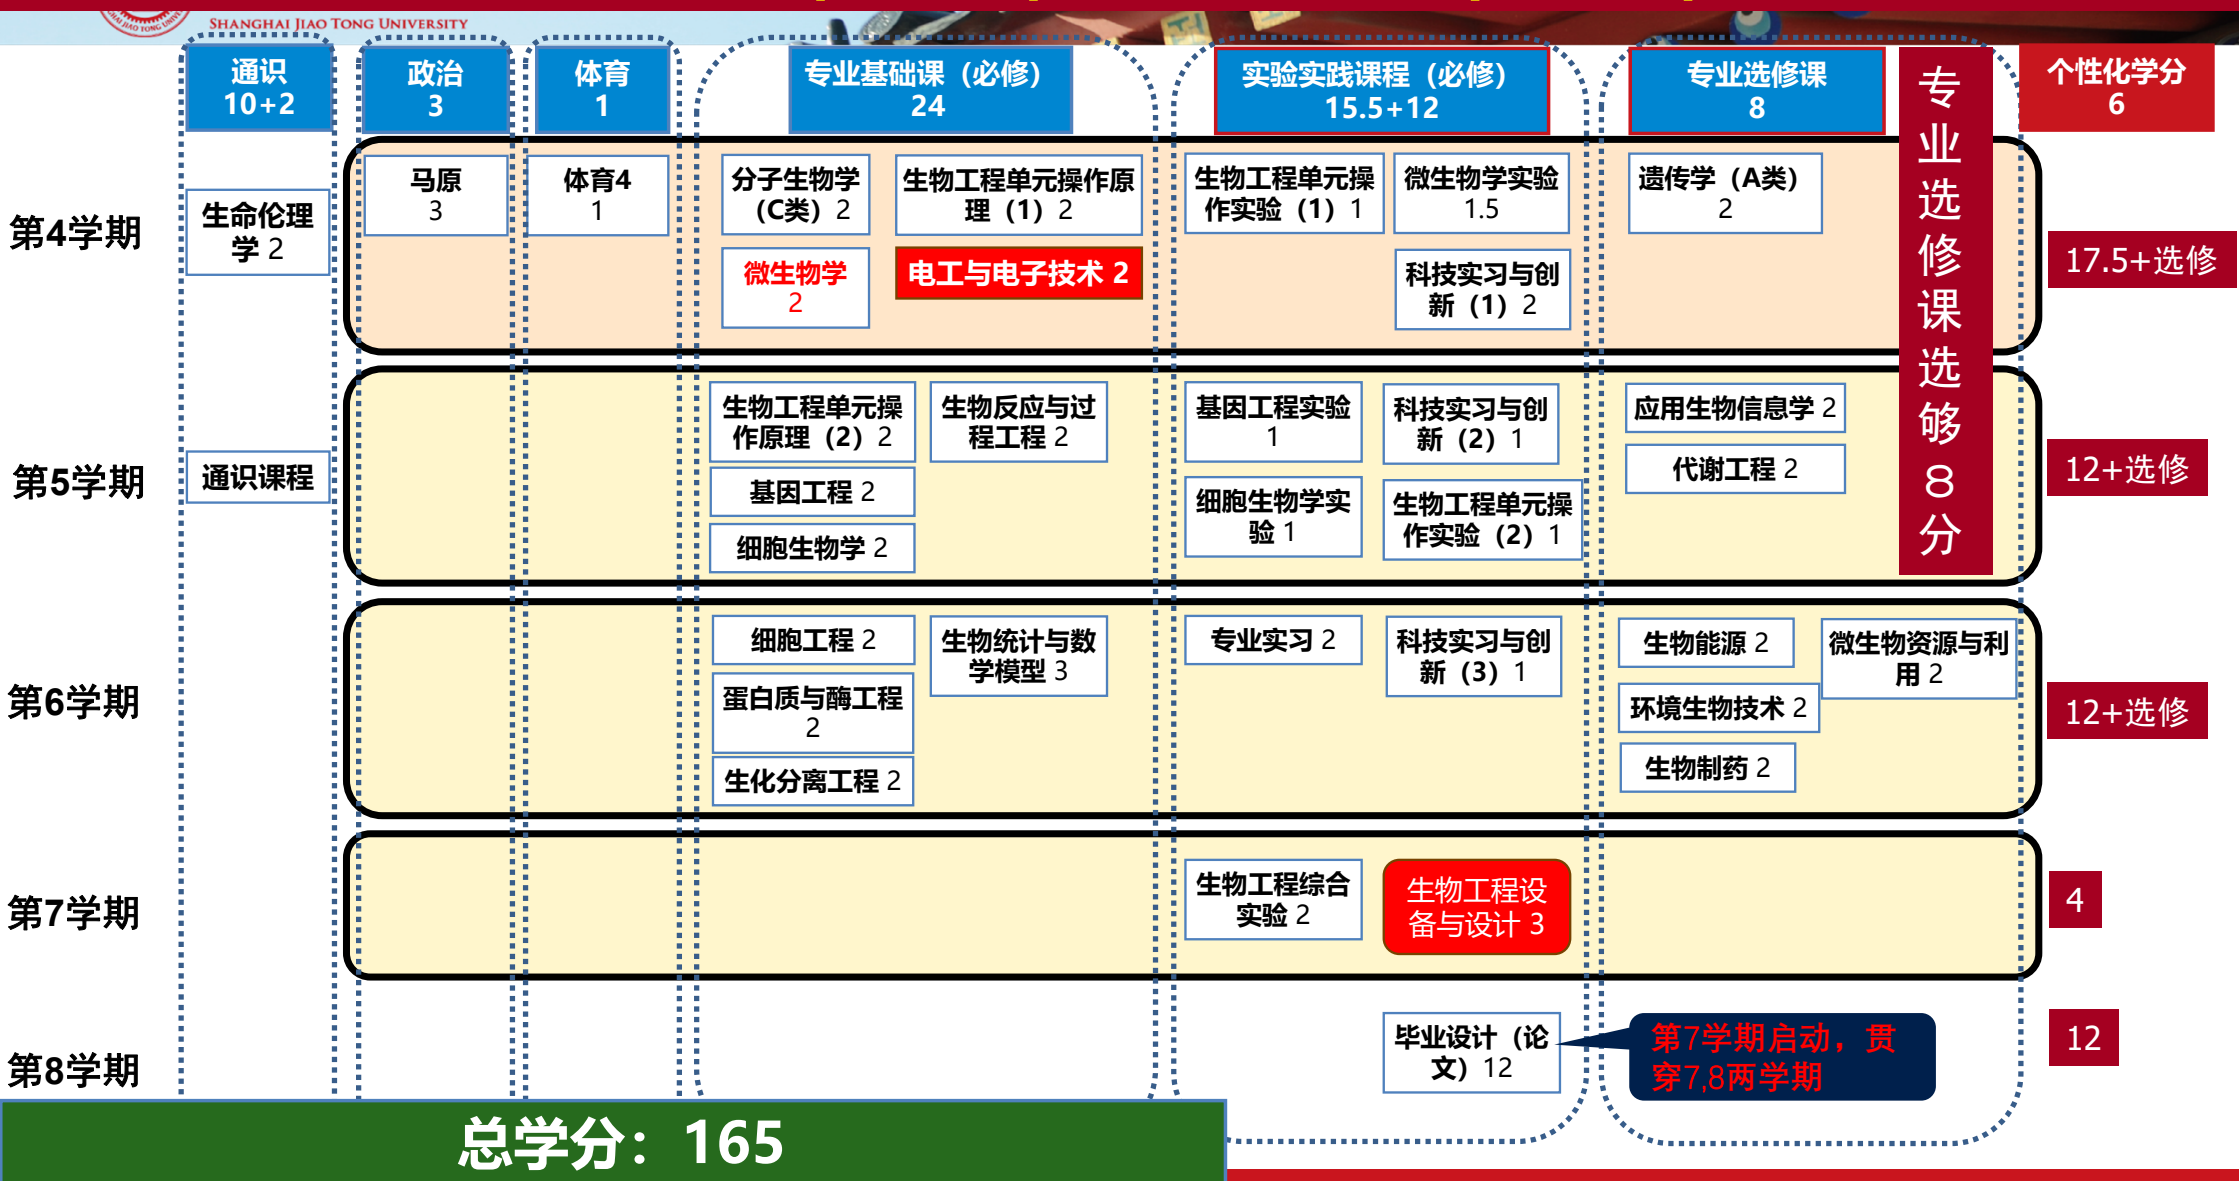 SHANGHAI JIAO TONG UNIVERSITY
通识
10+2
政治
3
体育
1
专业基础课（必修）
24
实验实践课程（必修）
15.5+12
专业选修课
8
专
业
选
修
课
选
够
8
分
个性化学分
6
第4学期
生命伦理
学 2
马原
3
体育4
1
分子生物学
（C类）2
生物工程单元操作原
理（1）2
微生物学
2
电工与电子技术 2
生物工程单元操
作实验（1）1
微生物学实验
1.5
科技实习与创
新（1）2
遗传学（A类）
2
17.5+选修
第5学期
通识课程
生物工程单元操
作原理（2）2
生物反应与过
程工程 2
基因工程 2
细胞生物学 2
基因工程实验
1
科技实习与创
新（2）1
细胞生物学实
验 1
生物工程单元操
作实验（2）1
应用生物信息学 2
代谢工程 2
12+选修
第6学期
细胞工程 2
生物统计与数
学模型 3
蛋白质与酶工程
2
生化分离工程 2
专业实习 2
科技实习与创
新（3）1
生物能源 2
微生物资源与利
用 2
环境生物技术 2
生物制药 2
12+选修
第7学期
生物工程综合
实验 2
生物工程设
备与设计 3
4
第8学期
毕业设计（论
文）12
第7学期启动，贯
穿7,8两学期
12
总学分：165